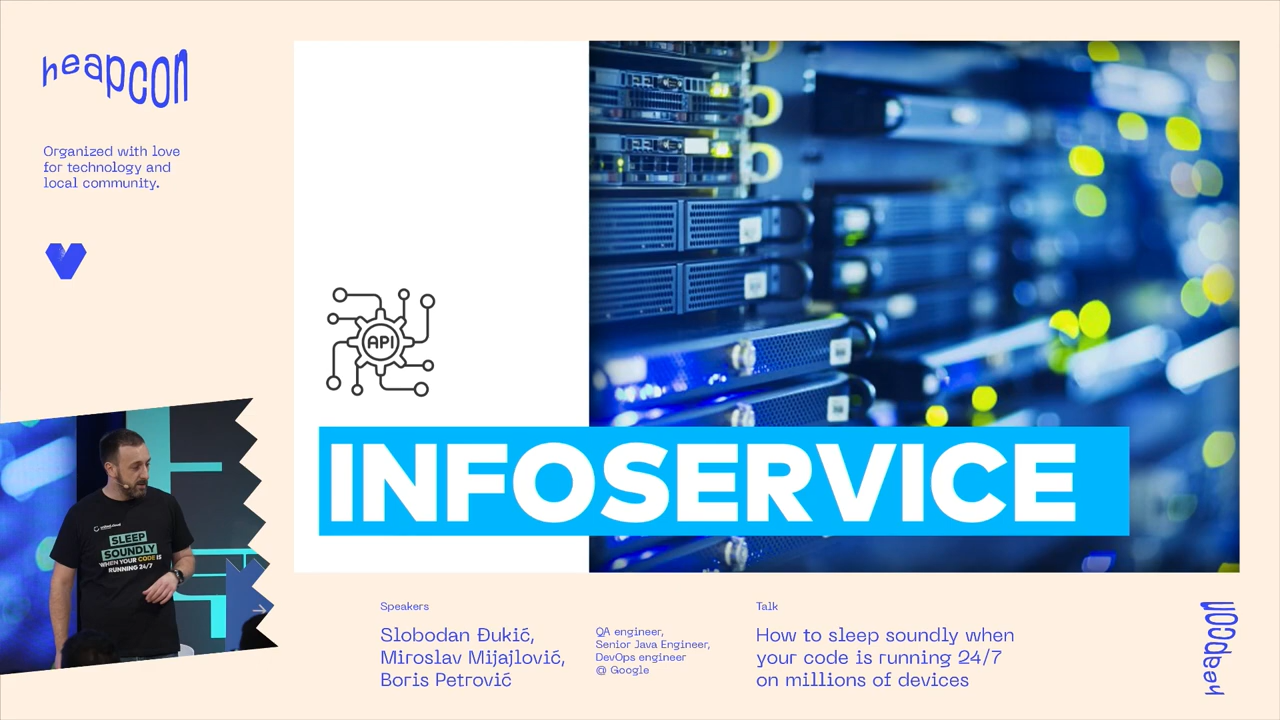 heapcon
Organized with love
for technology and
local community.
API
INFOSERVICE
united.cloud
SLEEP
SOUNDLY
WHEN YOUR CODE IS
RUNNING 24/7
Speakers
Slobodan Đukić,
Miroslav Mijajlović,
Boris Petrović
QA engineer,
Senior Java Engineer,
DevOps engineer
@ Google
Talk
How to sleep soundly when
your code is running 24/7
on millions of devices
heapcon